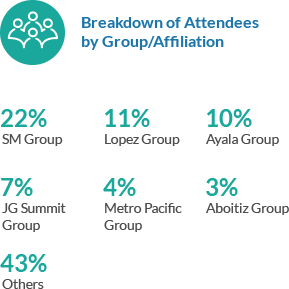 Breakdown of Attendees
by Group/Affiliation
22%
SM Group
11%
Lopez Group
10%
Ayala Group
7%
JG Summit
Group
4%
Metro Pacific
Group
3%
Aboitiz Group
43%
Others